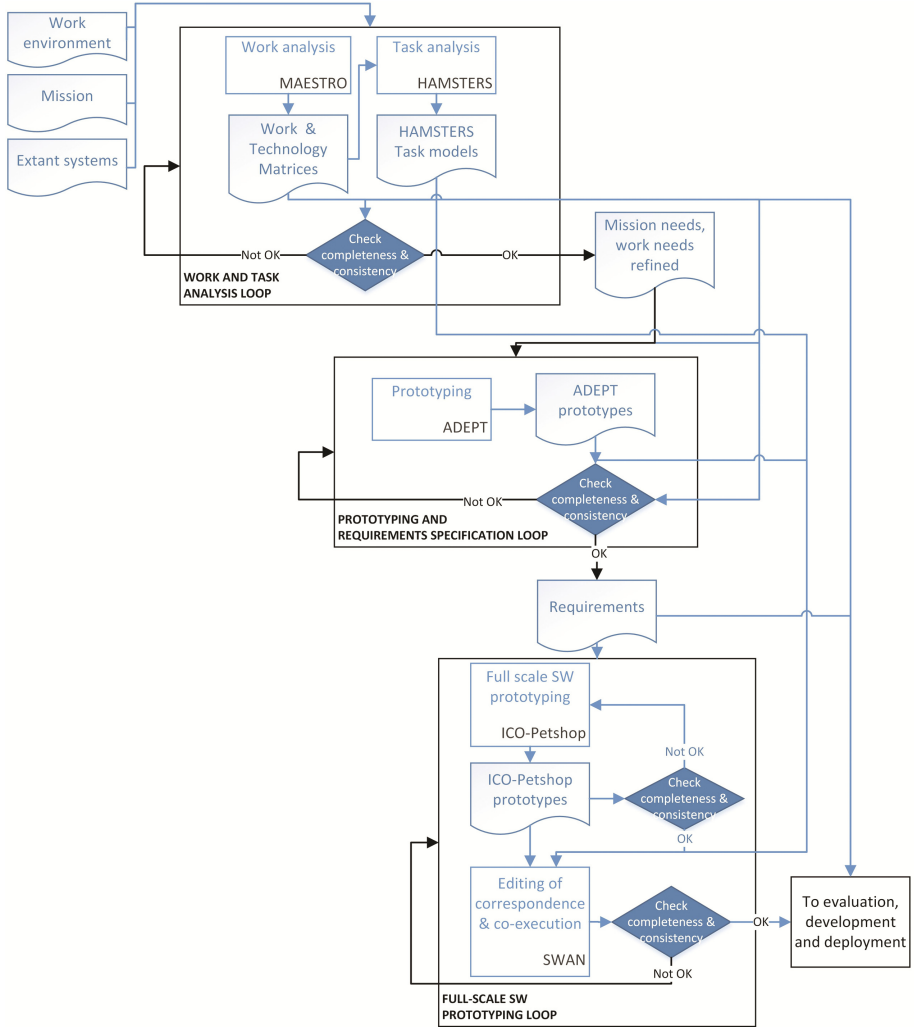 Work
environment
Mission
Extant systems
Work analysis
MAESTRO
Task analysis
HAMSTERS
Work &
Technology
Matrices
HAMSTERS
Task models
Check
completeness &
consistency
Not OK
OK
WORK AND TASK
ANALYSIS LOOP
Mission needs,
work needs
refined
Prototyping
ADEPT
ADEPT
prototypes
Check
completeness &
consistency
Not OK
PROTOTYPING AND
REQUIREMENTS SPECIFICATION LOOP
OK
Requirements
Full scale SW
prototyping
ICO-Petshop
Not OK
ICO-Petshop
prototypes
Check
completeness &
consistency
OK
Editing of
correspondence
& co-execution
SWAN
Check
completeness &
consistency
OK
Not OK
To evaluation,
development
and deployment
FULL-SCALE SW
PROTOTYPING LOOP